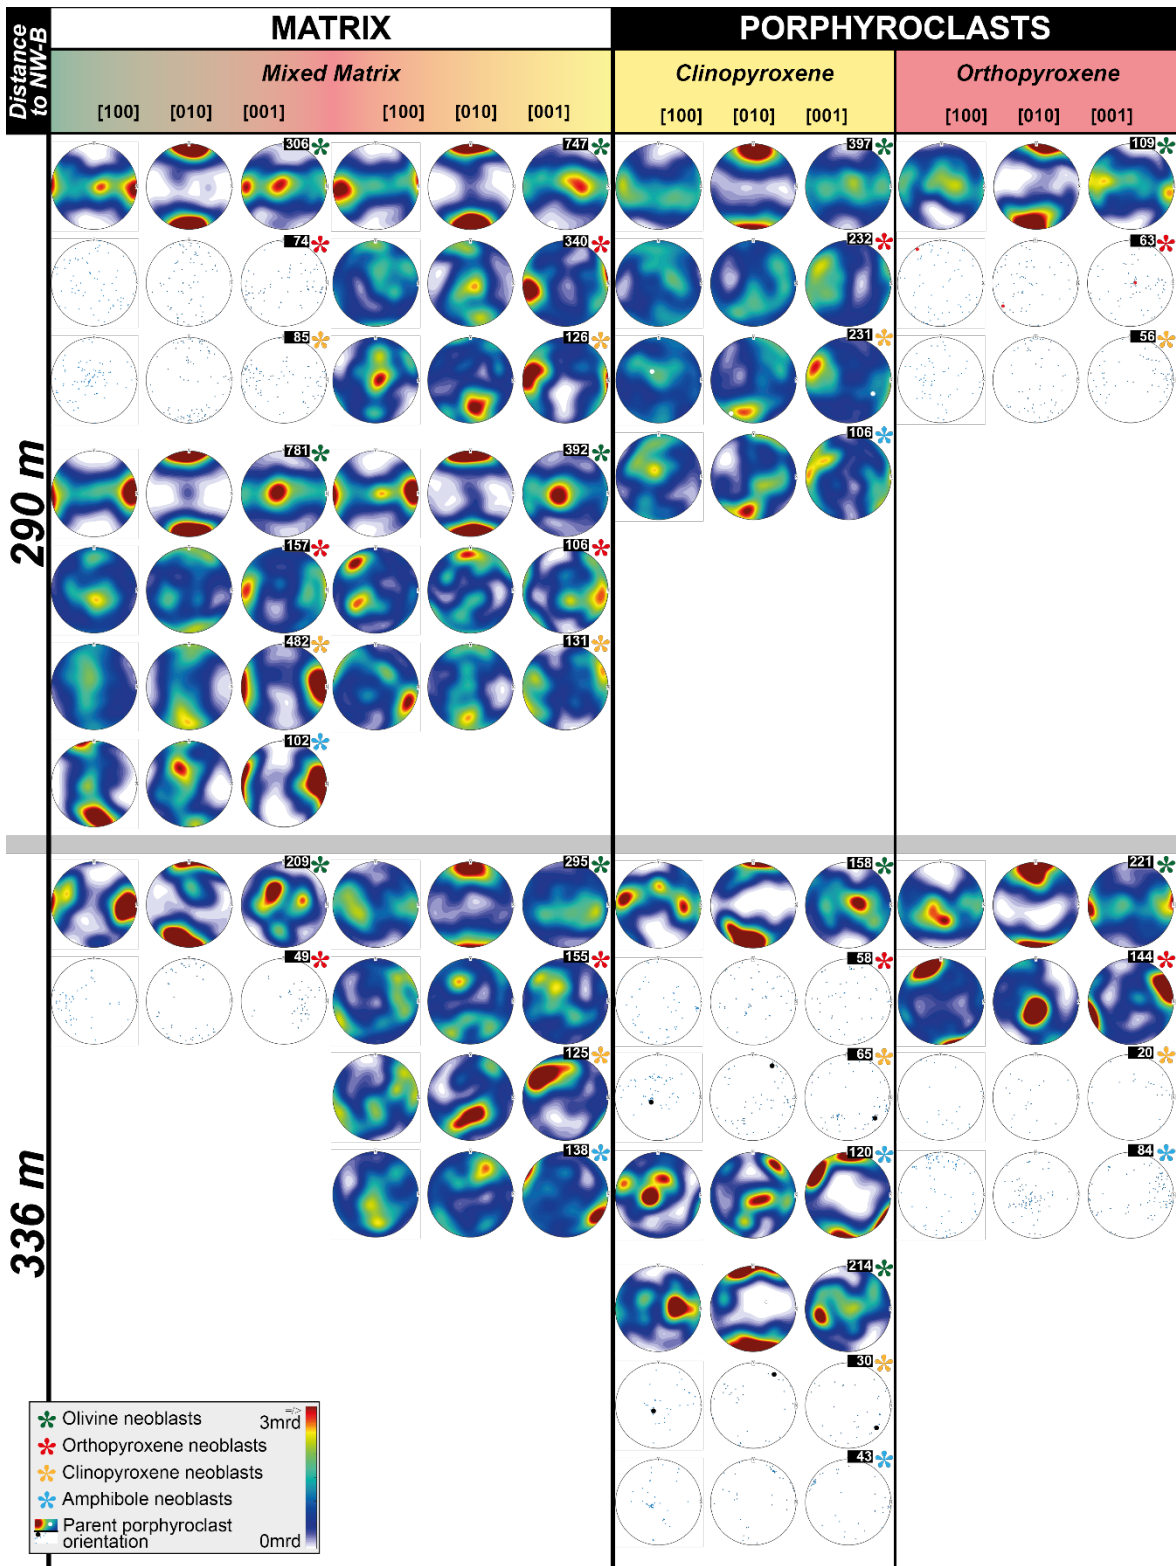 Distance
to NW-B
MATRIX
PORPHYROCLASTS
Mixed Matrix
Clinopyroxene
Orthopyroxene
[100] [010] [001] [100] [010] [001] [100] [010] [001] [100] [010] [001]
290 m
306 747 397 109
74 340 232 63
85 126 231 56
106
781 392
157 106
482 131
102
336 m
209 295 158 221
49 155 58 144
125 65 20
138 120 84
214
30
43
Olivine neoblasts
Orthopyroxene neoblasts
Clinopyroxene neoblasts
Amphibole neoblasts
Parent porphyroclast
orientation
=/>
3mrd
0mrd